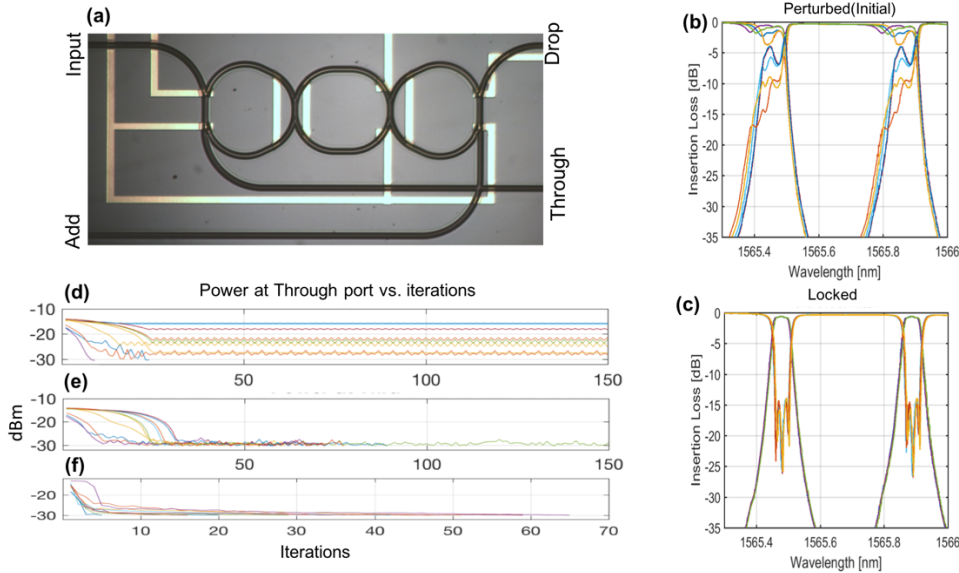 (a)
Input
Drop
Add
Through
(b)
Perturbed(Initial)
Insertion Loss [dB]
0
-5
-10
-15
-20
-25
-30
-35
1565.4
1565.6
1565.8
1566
Wavelength [nm]
(c)
Locked
Insertion Loss [dB]
0
-5
-10
-15
-20
-25
-30
-35
1565.4
1565.6
1565.8
1566
Wavelength [nm]
(d)
Power at Through port vs. iterations
-10
-20
-30
50
100
150
(e)
dBm
-10
-20
-30
50
100
150
(f)
-20
-30
10
20
30
40
50
60
70
Iterations